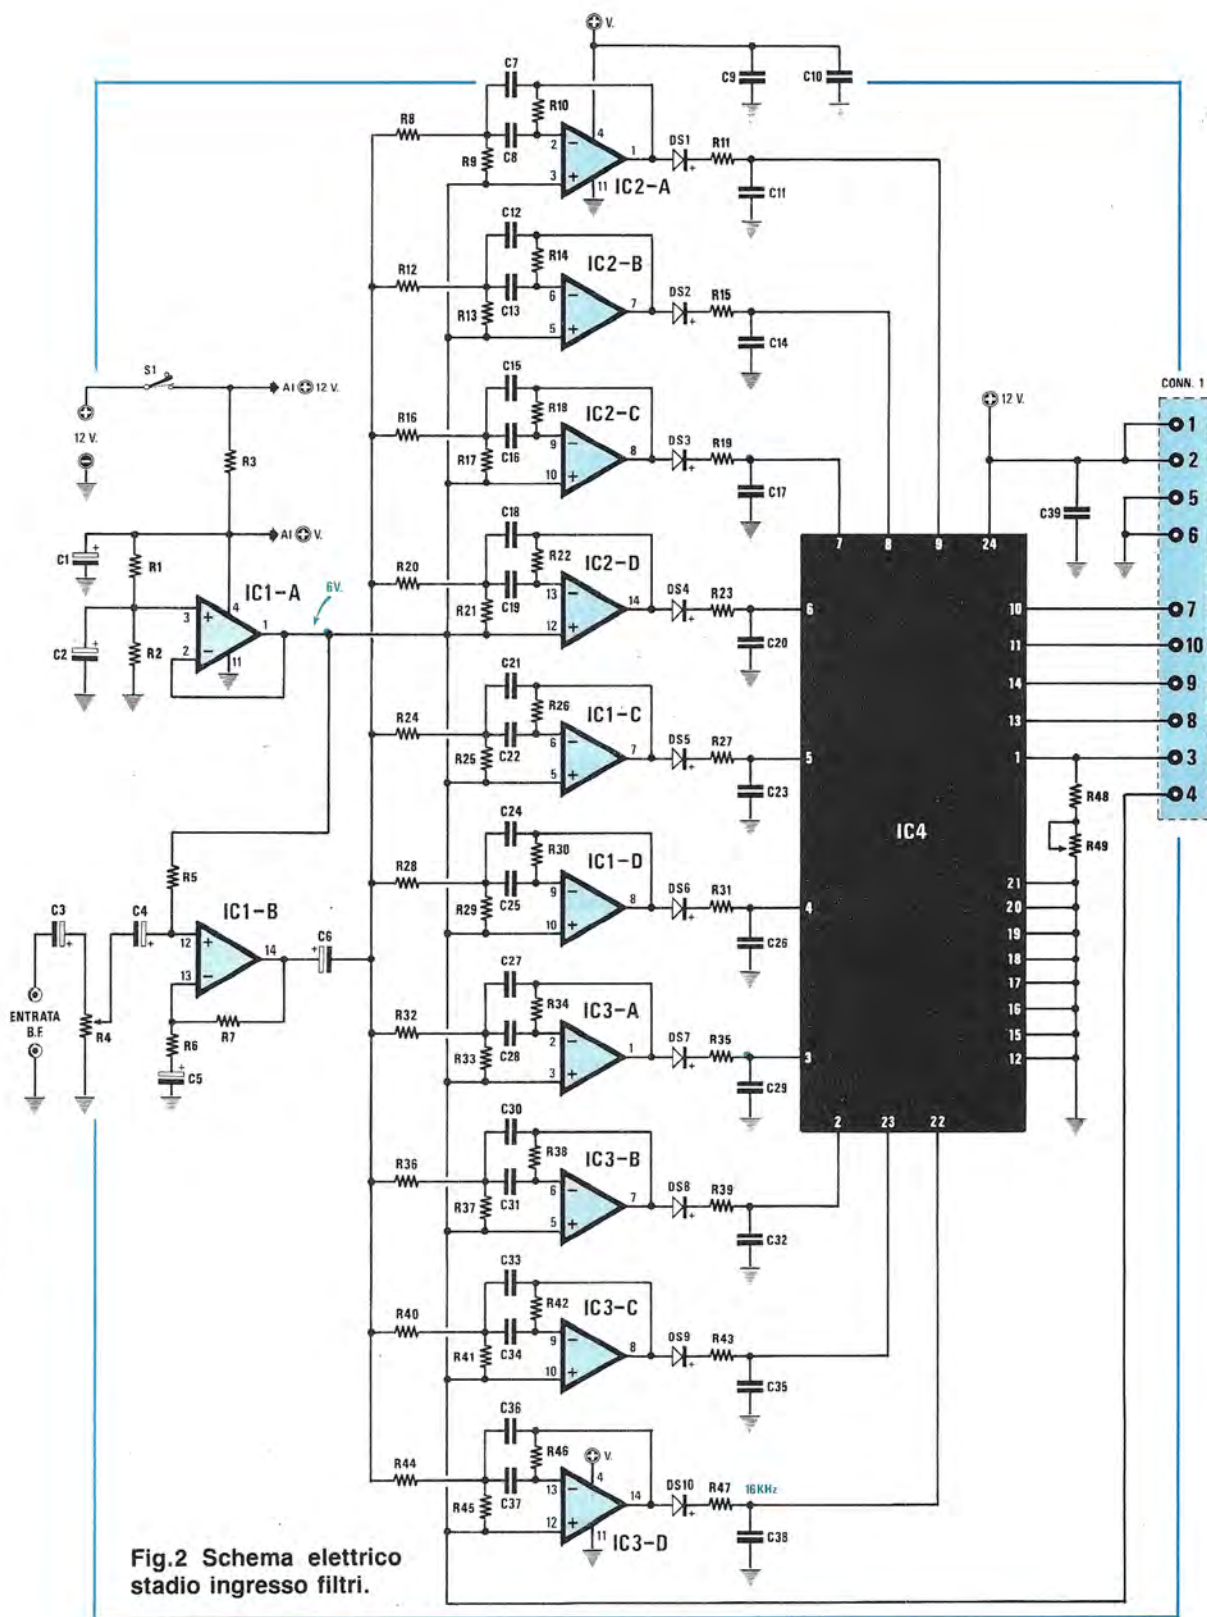 V.
C7
C9
C10
R8
R10
C8
R9
2
4
3
1
11
IC2-A
DS1
+
R11
C11
C12
R14
IC2-B
R12
R13
C13
6
5
7
DS2
+
R15
C14
S1
AI 12 V.
12 V.
R3
C15
R18
IC2-C
R16
R17
C16
9
10
8
DS3
+
R19
C17
12 V.
CONN. 1
1
2
5
6
C39
7
8
9
24
AI V.
C1
+
R1
IC1-A
6V.
C2
+
R2
3
2
4
1
11
C18
R22
IC2-D
R20
R21
C19
13
12
14
DS4
+
R23
C20
6
10
7
11
10
14
9
13
8
C21
R26
IC1-C
R24
R25
C22
6
5
7
DS5
+
R27
C23
5
1
3
4
R48
R49
C24
R30
IC1-D
R28
R29
C25
9
10
8
DS6
+
R31
C26
4
IC4
21
20
19
18
17
16
15
12
R5
IC1-B
C3
+
C4
+
12
13
14
C6
+
ENTRATA
B.F.
R4
R6
R7
C5
+
C27
R34
IC3-A
R32
R33
C28
2
3
1
DS7
+
R35
C29
3
2
23
22
C30
R38
IC3-B
R36
R37
C31
6
5
7
DS8
+
R39
C32
C33
R42
IC3-C
R40
R41
C34
9
10
8
DS9
+
R43
C35
C36
R46
V.
R44
R45
C37
13
12
4
14
11
IC3-D
DS10
+
R47
16KHz
C38
Fig.2 Schema elettrico
stadio ingresso filtri.